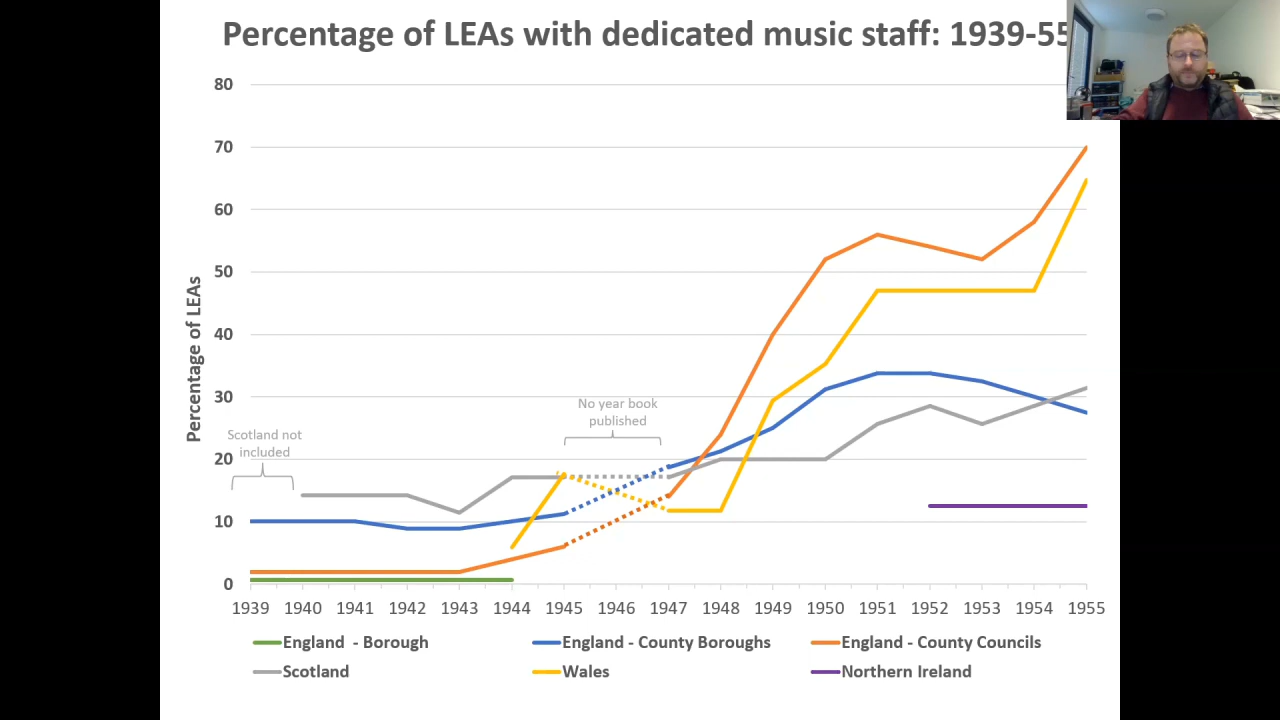 Percentage of LEAs with dedicated music staff: 1939-55
80
70
60
50
40
30
20
10
0
Percentage of LEAs
Scotland not
included
No year book
published
1939 1940 1941 1942 1943 1944 1945 1946 1947 1948 1949 1950 1951 1952 1953 1954 1955
England - Borough
England - County Boroughs
England - County Councils
Scotland
Wales
Northern Ireland